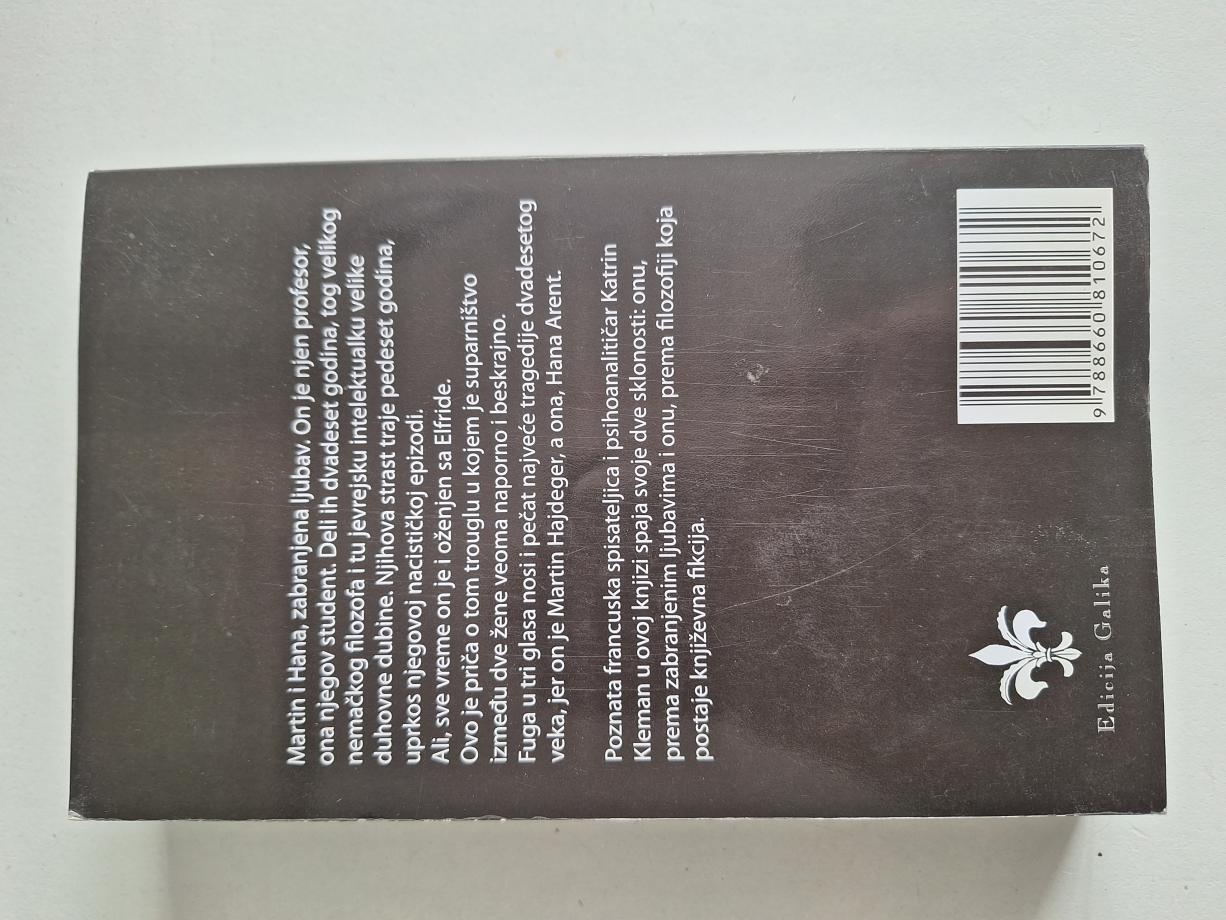 Martin i Hana, zabranjena ljubav. On je njen profesor,
ona njegov student. Deli ih dvadeset godina, tog velikog
nemačkog filozofa i tu jevrejsku intelektualku velike
duhovne dubine. Njihova strast traje pedeset godina,
uprkos njegovoj nacističkoj epizodi.
Ali, sve vreme on je i oženjen sa Elfride.
Ovo je priča o tom trouglu u kojem je suparništvo
između dve žene veoma naporno i beskrajno.
Fuga u tri glasa nosi i pečat najveće tragedije dvadesetog
veka, jer on je Martin Hajdeger, a ona, Hana Arent.
Poznata francuska spisateljica i psihoanalitičar Katrin
Kleman u ovoj knjizi spaja svoje dve sklonosti: onu,
prema zabranjenim ljubavima i onu, prema filozofiji koja
postaje književna fikcija.
Edicija Galika
9 788660 810672